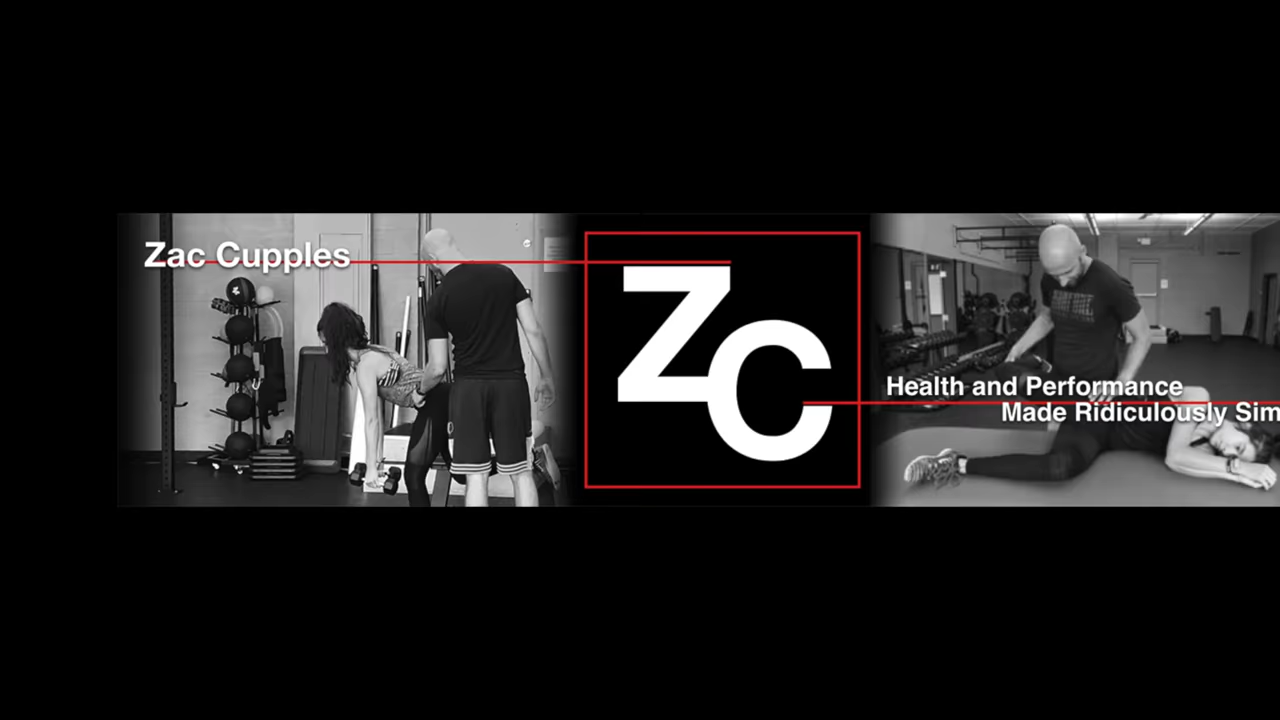 Zac Cupples
ZC
Health and Performance
Made Ridiculously Sim